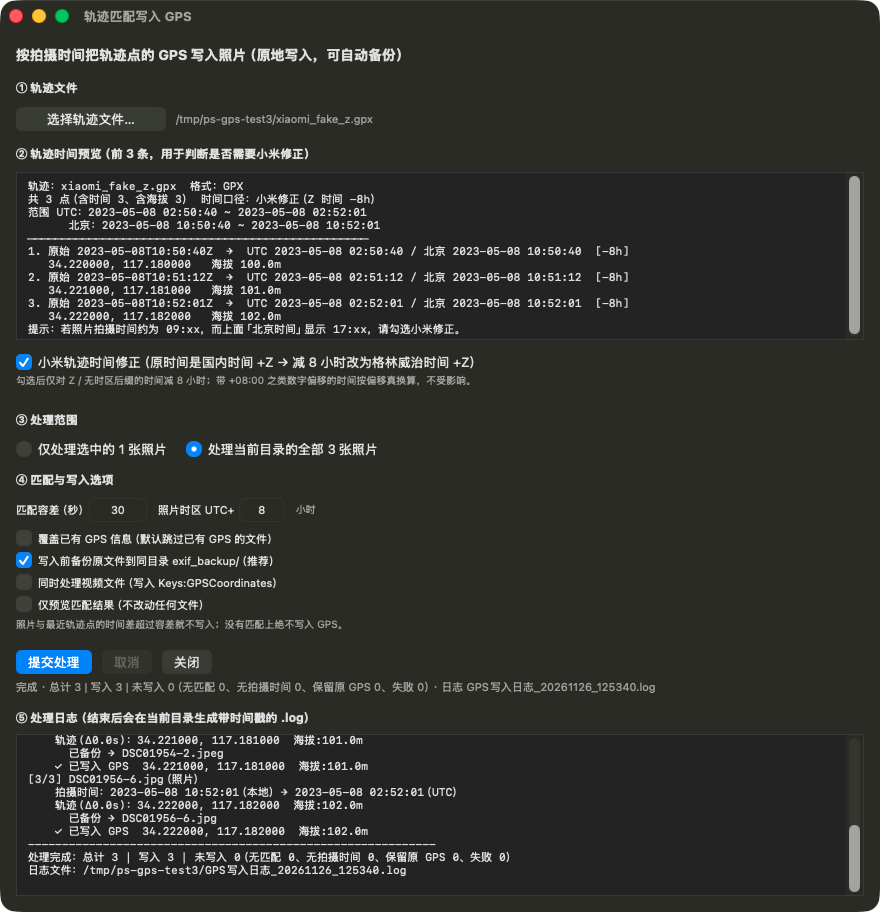 轨迹匹配写入 GPS
按拍摄时间把轨迹点的 GPS 写入照片（原地写入，可自动备份）
① 轨迹文件
选择轨迹文件... /tmp/ps-gps-test3/xiaomi_fake_z.gpx
② 轨迹时间预览（前 3 条，用于判断是否需要小米修正）
轨迹: xiaomi_fake_z.gpx 格式: GPX
共 3 点(含时间 3、含海拔 3) 时间口径: 小米修正(Z 时间 -8h)
范围 UTC: 2023-05-08 02:50:40 ~ 2023-05-08 02:52:01
北京: 2023-05-08 10:50:40 ~ 2023-05-08 10:52:01
1. 原始 2023-05-08T10:50:40Z → UTC 2023-05-08 02:50:40 / 北京 2023-05-08 10:50:40 [-8h]
34.220000, 117.180000 海拔 100.0m
2. 原始 2023-05-08T10:51:12Z → UTC 2023-05-08 02:51:12 / 北京 2023-05-08 10:51:12 [-8h]
34.221000, 117.181000 海拔 101.0m
3. 原始 2023-05-08T10:52:01Z → UTC 2023-05-08 02:52:01 / 北京 2023-05-08 10:52:01 [-8h]
34.222000, 117.182000 海拔 102.0m
提示: 若照片拍摄时间约为 09:xx，而上面「北京时间」显示 17:xx，请勾选小米修正。
小米轨迹时间修正（原时间是国内时间 +Z → 减 8 小时改为格林威治时间 +Z）
勾选后仅对 Z / 无时区后缀的时间减 8 小时；带 +08:00 之类数字偏移的时间按偏移真换算，不受影响。
③ 处理范围
仅处理选中的 1 张照片 处理当前目录的全部 3 张照片
④ 匹配与写入选项
匹配容差（秒） 30 照片时区 UTC+ 8 小时
覆盖已有 GPS 信息（默认跳过已有 GPS 的文件）
写入前备份原文件到同目录 exif_backup/（推荐）
同时处理视频文件（写入 Keys:GPSCoordinates）
仅预览匹配结果（不改动任何文件）
照片与最近轨迹点的时间差超过容差就不写入；没有匹配上绝不写入 GPS。
提交处理 取消 关闭
完成 · 总计 3 | 写入 3 | 未写入 0（无匹配 0、无拍摄时间 0、保留原 GPS 0、失败 0）· 日志 GPS写入日志_20261126_125340.log
⑤ 处理日志（结束后会在当前目录生成带时间戳的 .log）
轨迹(Δ0.0s): 34.221000, 117.181000 海拔:101.0m
已备份 → DSC01954-2.jpeg
✓ 已写入 GPS 34.221000, 117.181000 海拔:101.0m
[3/3] DSC01956-6.jpg(照片)
拍摄时间: 2023-05-08 10:52:01(本地) → 2023-05-08 02:52:01(UTC)
轨迹(Δ0.0s): 34.222000, 117.182000 海拔:102.0m
已备份 → DSC01956-6.jpg
✓ 已写入 GPS 34.222000, 117.182000 海拔:102.0m
处理完成: 总计 3 | 写入 3 | 未写入 0(无匹配 0、无拍摄时间 0、保留原 GPS 0、失败 0)
日志文件: /tmp/ps-gps-test3/GPS写入日志_20261126_125340.log